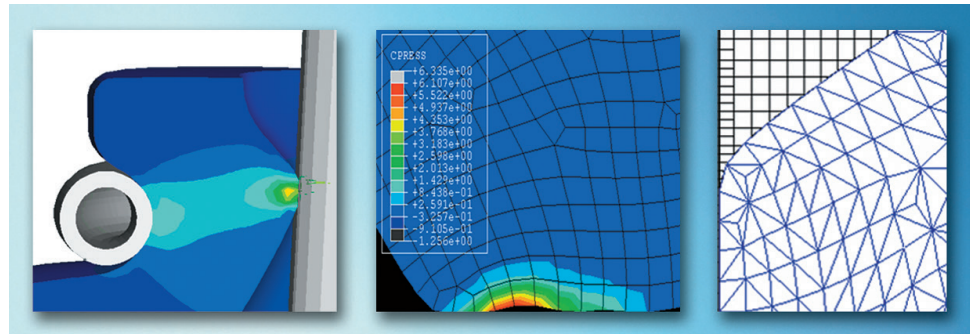 CPRESS
+6.335e+00
+6.107e+00
+5.522e+00
+4.937e+00
+4.353e+00
+3.768e+00
+3.183e+00
+2.598e+00
+2.013e+00
+1.429e+00
+8.438e-01
+2.591e-01
-3.257e-01
-9.105e-01
-1.256e+00